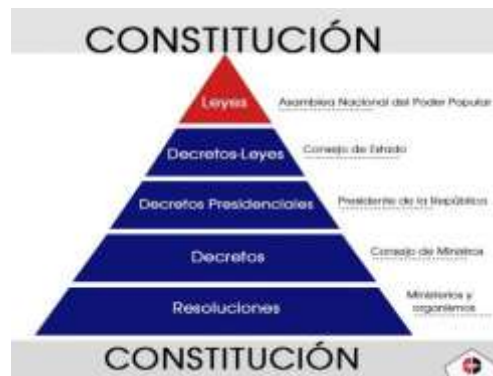 CONSTITUCIÓN
Leyes
Asamblea Nacional del Poder Popular
Decretos-Leyes
Consejo de Estado
Decretos Presidenciales
Presidente de la República
Decretos
Consejo de Ministros
Resoluciones
Ministerios y
organismos
CONSTITUCIÓN